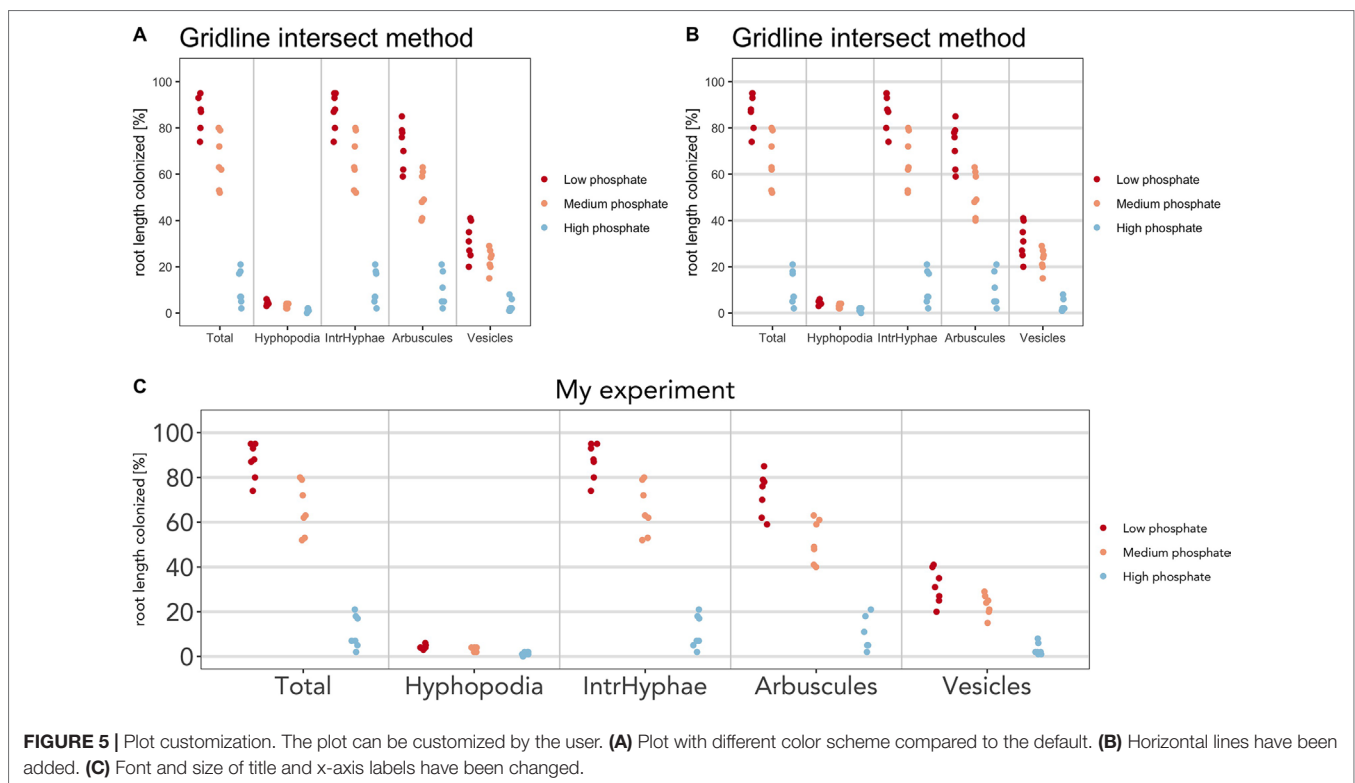 A Gridline intersect method
root length colonized [%]
100
80
60
40
20
0
Total Hyphopodia IntrHyphae Arbuscules Vesicles
Low phosphate
Medium phosphate
High phosphate
B Gridline intersect method
root length colonized [%]
100
80
60
40
20
0
Total Hyphopodia IntrHyphae Arbuscules Vesicles
Low phosphate
Medium phosphate
High phosphate
C My experiment
root length colonized [%]
100
80
60
40
20
0
Total Hyphopodia IntrHyphae Arbuscules Vesicles
Low phosphate
Medium phosphate
High phosphate
FIGURE 5 | Plot customization. The plot can be customized by the user. (A) Plot with different color scheme compared to the default. (B) Horizontal lines have been
added. (C) Font and size of title and x-axis labels have been changed.